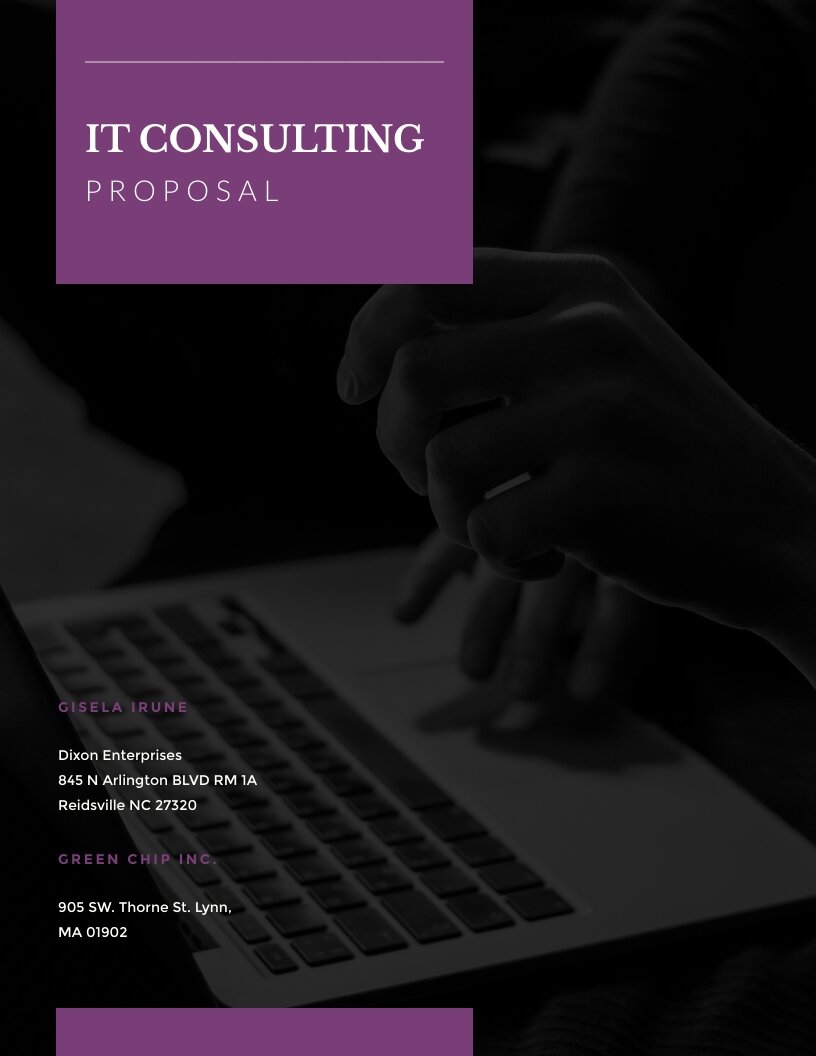 IT CONSULTING
PROPOSAL
GISELA IRUNE
Dixon Enterprises
845 N Arlington BLVD RM 1A
Reidsville NC 27320
GREEN CHIP INC.
905 SW. Thorne St. Lynn,
MA 01902